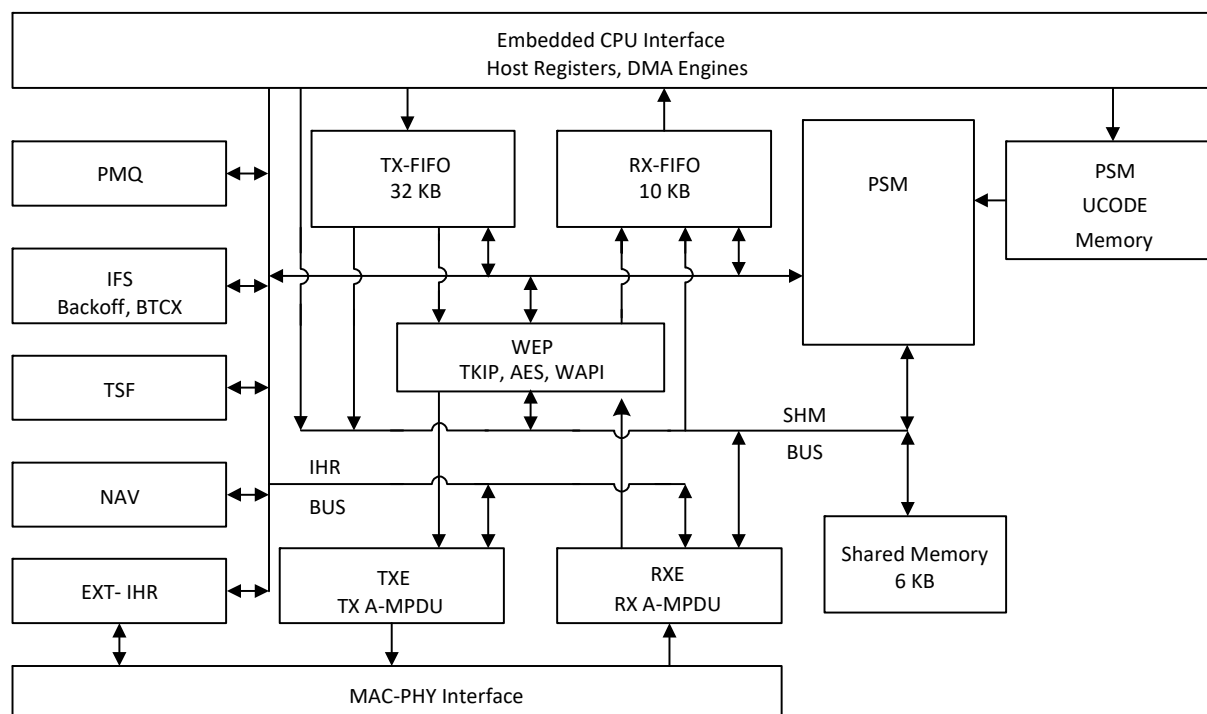 Embedded CPU Interface
Host Registers, DMA Engines
TX-FIFO
32 KB
RX-FIFO
10 KB
PSM
PSM
UCODE
Memory
PMQ
IFS
Backoff, BTCX
WEP
TKIP, AES, WAPI
TSF
SHM
BUS
IHR
BUS
NAV
Shared Memory
6 KB
EXT- IHR
TXE
TX A-MPDU
RXE
RX A-MPDU
MAC-PHY Interface